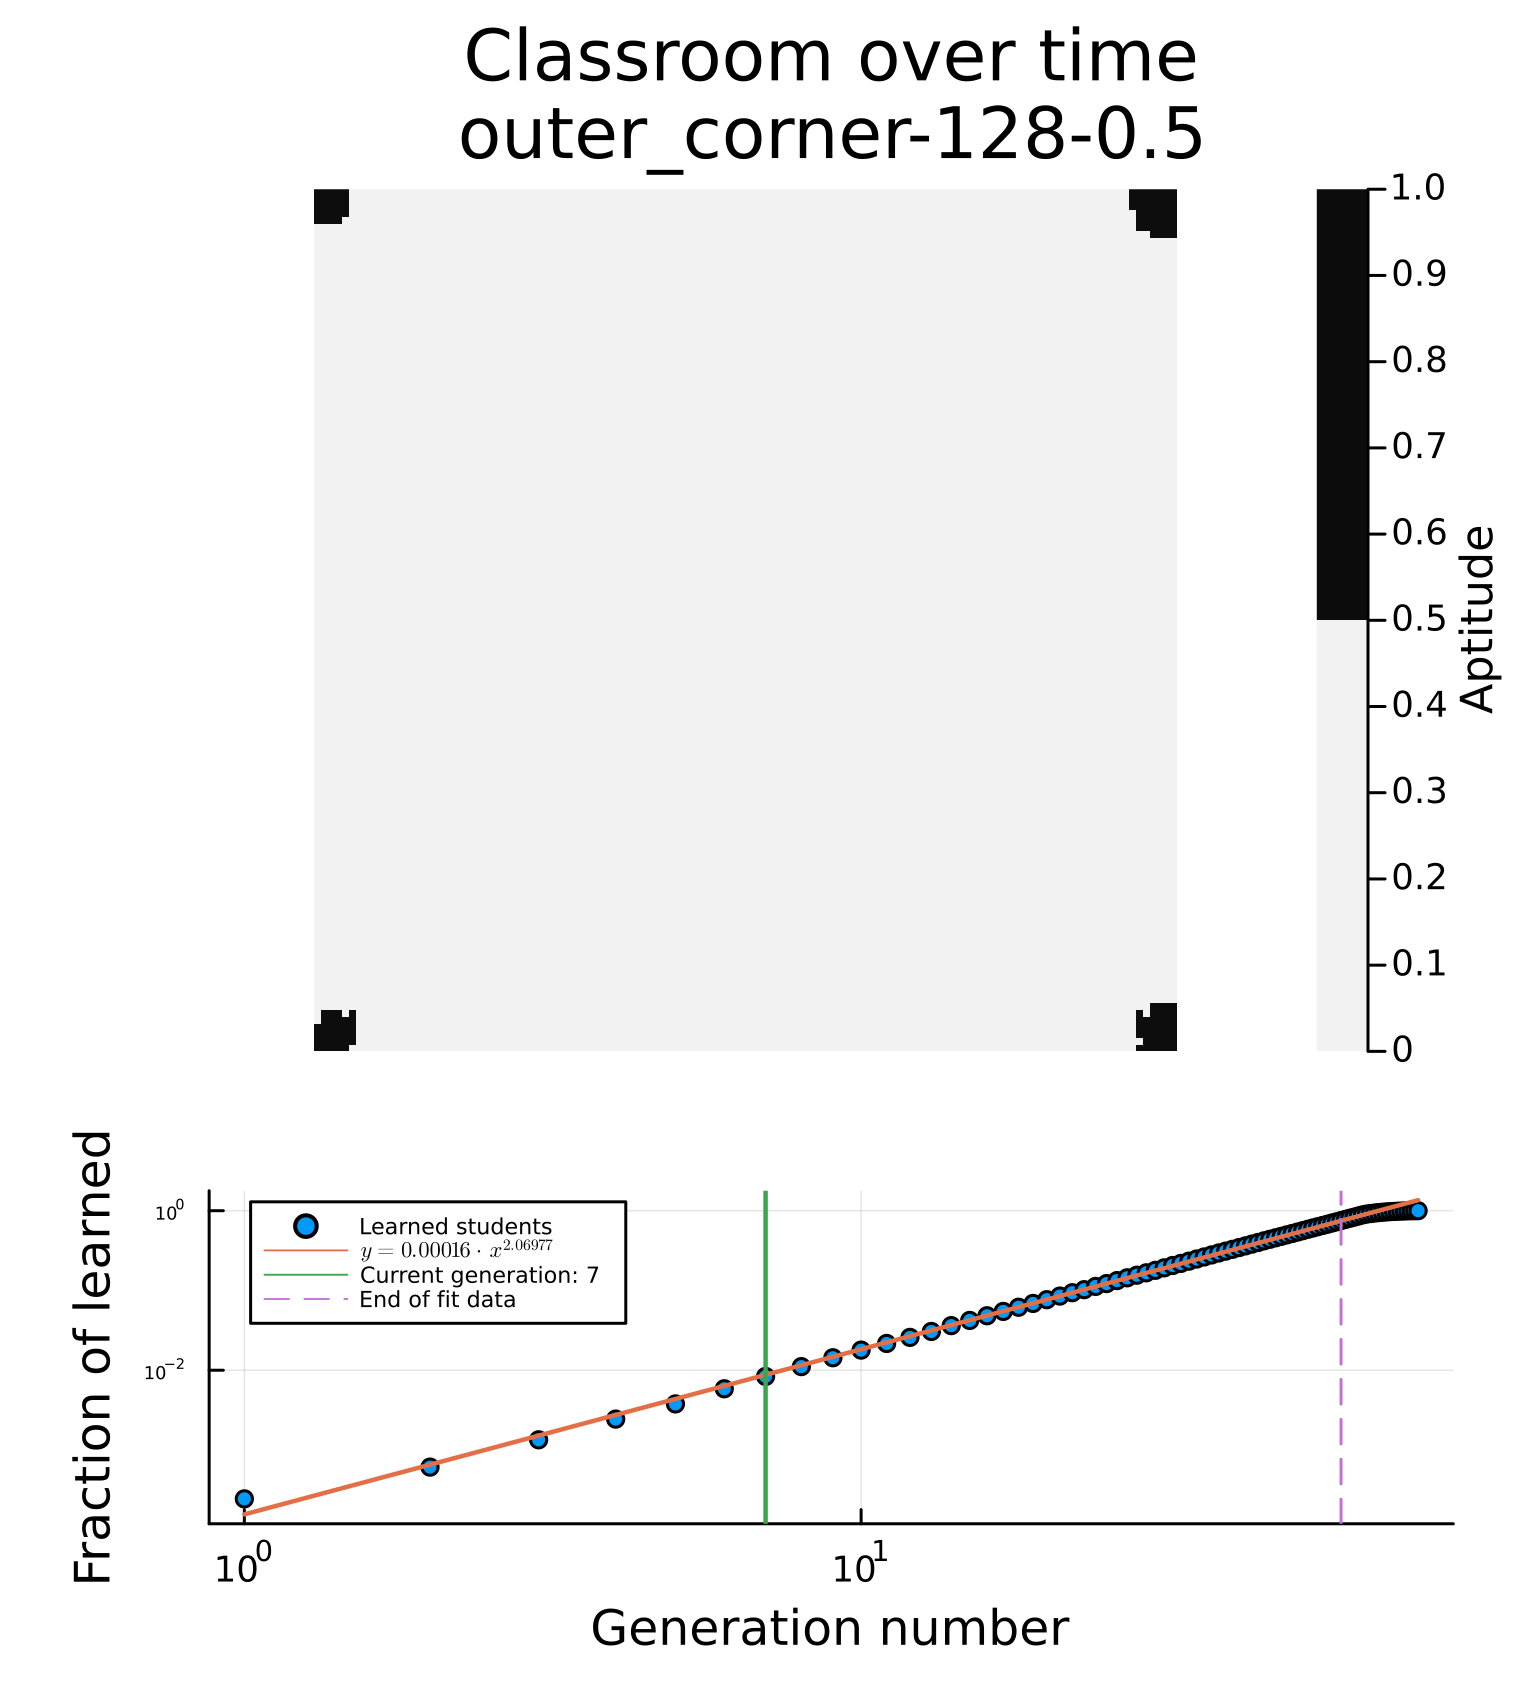 Classroom over time
outer_corner-128-0.5
1.0
0.9
0.8
0.7
0.6
0.5
0.4
0.3
0.2
0.1
0
Aptitude
Fraction of learned
10^0
10^-2
Learned students
y = 0.00016 · x^2.06977
Current generation: 7
End of fit data
10^0
10^1
Generation number